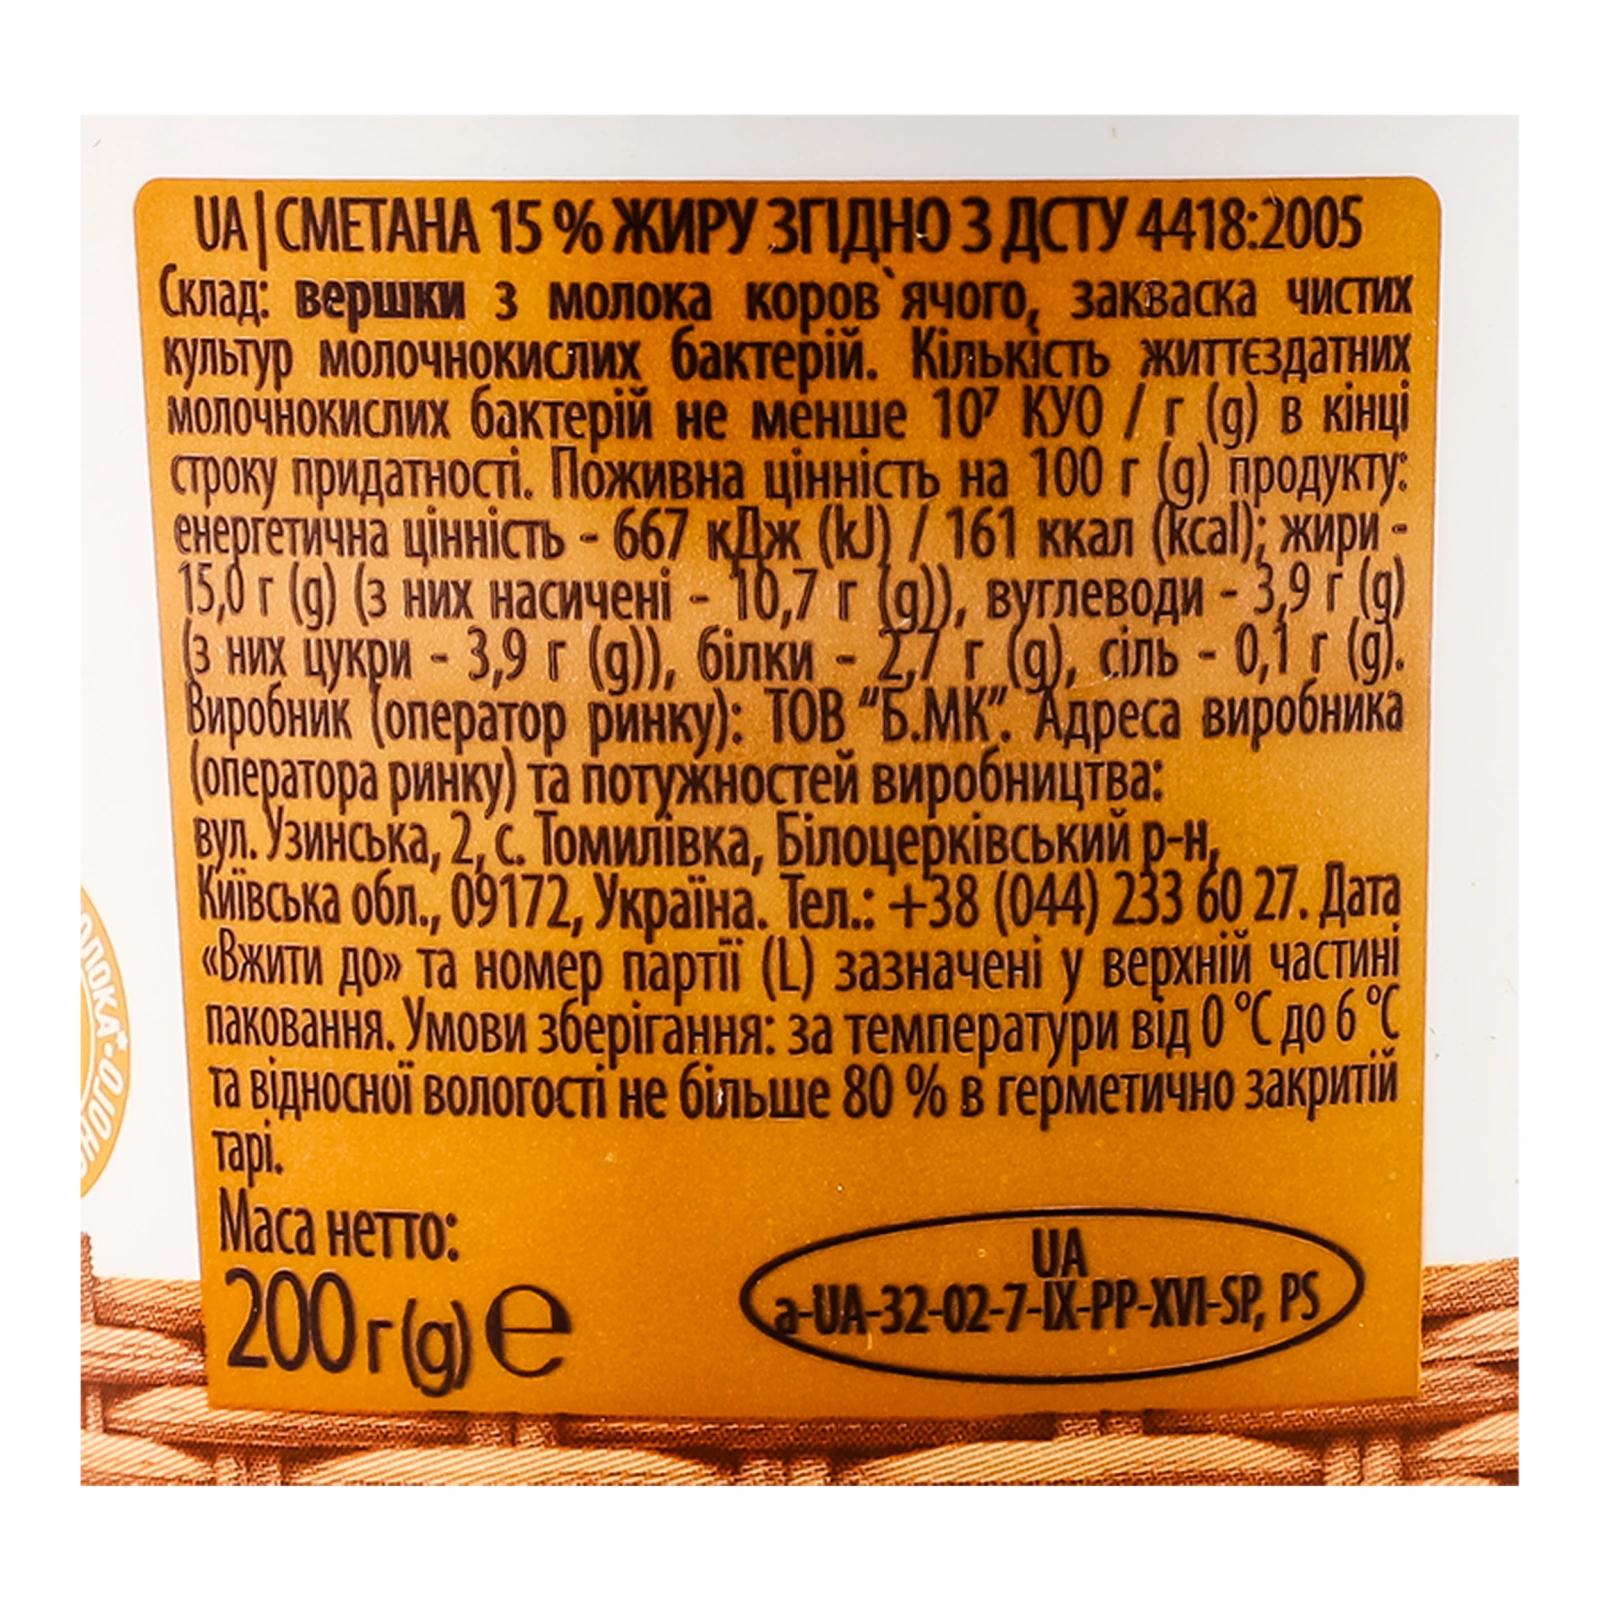 UA | СМЕТАНА 15 % ЖИРУ ЗГІДНО З ДСТУ 4418:2005
Склад: вершки з молока коров`ячого, закваска чистих
культур молочнокислих бактерій. Кількість життєздатних
молочнокислих бактерій не менше 10⁷ КУО / г (g) в кінці
строку придатності. Поживна цінність на 100 г (g) продукту:
енергетична цінність - 667 кДж (kJ) / 161 ккал (kcal); жири -
15,0 г (g) (з них насичені - 10,7 г (g)), вуглеводи - 3,9 г (g)
(з них цукри - 3,9 г (g)), білки - 2,7 г (g), сіль - 0,1 г (g).
Виробник (оператор ринку): ТОВ “Б.МК”. Адреса виробника
(оператора ринку) та потужностей виробництва:
вул. Узинська, 2, с. Томилівка, Білоцерківський р-н,
Київська обл., 09172, Україна. Тел.: +38 (044) 233 60 27. Дата
«Вжити до» та номер партії (L) зазначені у верхній частині
паковання. Умови зберігання: за температури від 0 °C до 6 °C
та відносної вологості не більше 80 % в герметично закритій
тарі.
Маса нетто:
200 г (g) e
UA
a-UA-32-02-7-IX-PP-XVI-SP, PS